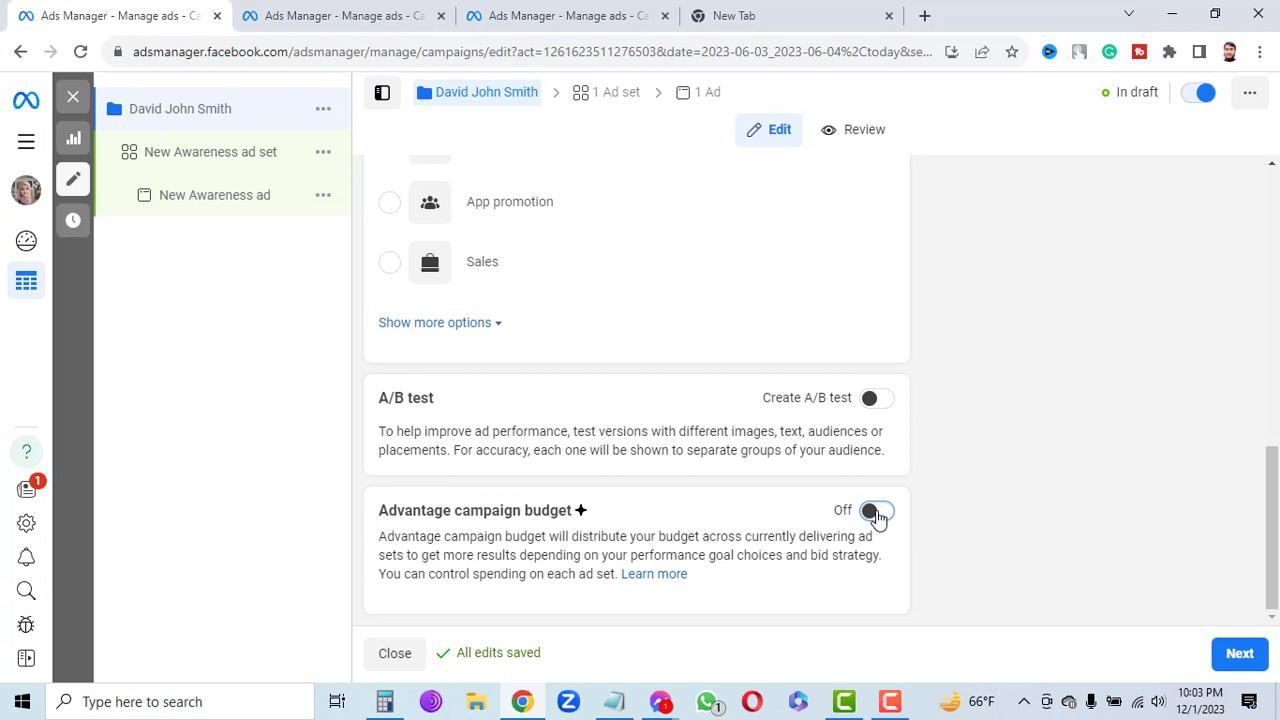 Ads Manager - Manage ads - Ca
Ads Manager - Manage ads - Can
Ads Manager - Manage ads - Can
New Tab
adsmanager.facebook.com/adsmanager/manage/campaigns/edit?act=1261623511276503&date=2023-06-03_2023-06-04%2Ctoday&se...
David John Smith
1 Ad set
1 Ad
In draft
Edit
Review
David John Smith
New Awareness ad set
New Awareness ad
App promotion
Sales
Show more options
A/B test
Create A/B test
To help improve ad performance, test versions with different images, text, audiences or
placements. For accuracy, each one will be shown to separate groups of your audience.
Advantage campaign budget
Off
Advantage campaign budget will distribute your budget across currently delivering ad
sets to get more results depending on your performance goal choices and bid strategy.
You can control spending on each ad set. Learn more
1
Close
All edits saved
Next
Type here to search
1
1
66°F
10:03 PM
12/1/2023